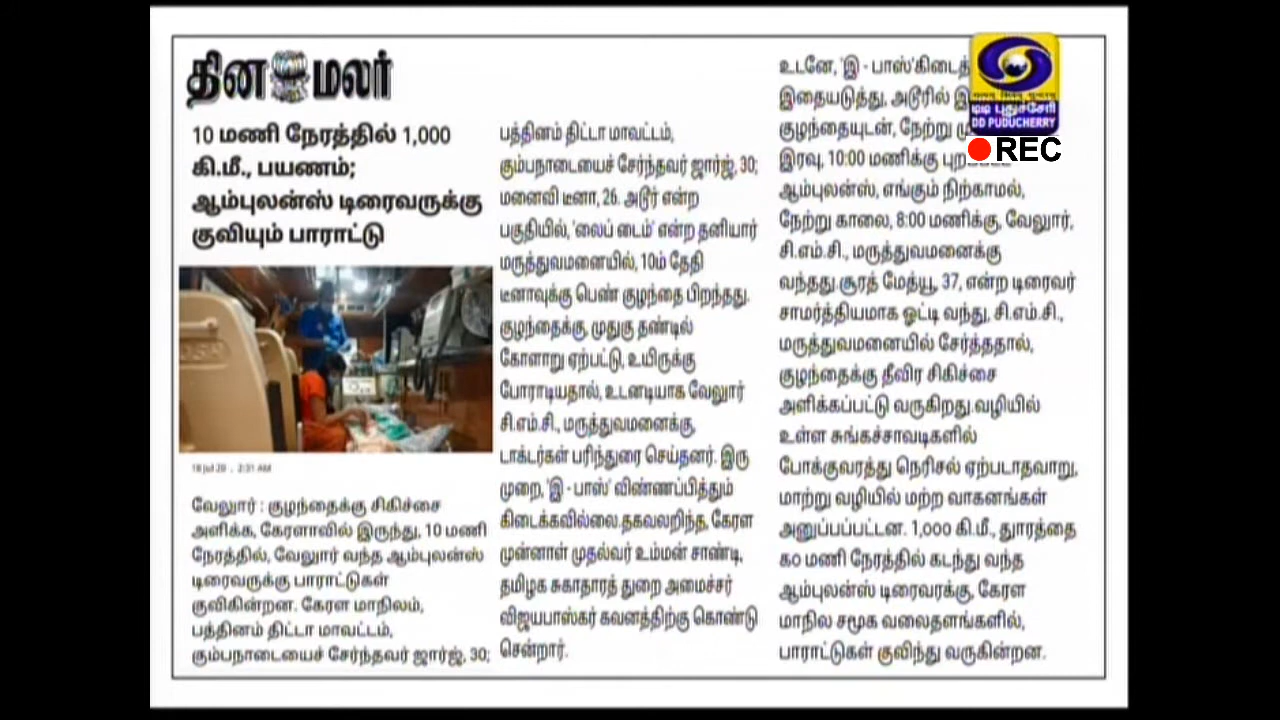 தினமலர்
10 மணி நேரத்தில் 1,000
கி.மீ., பயணம்;
ஆம்புலன்ஸ் டிரைவருக்கு
குவியும் பாராட்டு
18 Jul 20 , 2:31 AM
வேலூர் : குழந்தைக்கு சிகிச்சை
அளிக்க, கேரளாவில் இருந்து, 10 மணி
நேரத்தில், வேலூர் வந்த ஆம்புலன்ஸ்
டிரைவருக்கு பாராட்டுகள்
குவிகின்றன. கேரள மாநிலம்,
பத்தினம் திட்டா மாவட்டம்,
கும்பநாடையைச் சேர்ந்தவர் ஜார்ஜ், 30;
பத்தினம் திட்டா மாவட்டம்,
கும்பநாடையைச் சேர்ந்தவர் ஜார்ஜ், 30;
மனைவி டீனா, 26. அடூர் என்ற
பகுதியில், 'லைப் டைம்' என்ற தனியார்
மருத்துவமனையில், 10ம் தேதி
டீனாவுக்கு பெண் குழந்தை பிறந்தது.
குழந்தைக்கு, முதுகு தண்டில்
கோளாறு ஏற்பட்டு, உயிருக்கு
போராடியதால், உடனடியாக வேலூர்
சி.எம்.சி., மருத்துவமனைக்கு,
டாக்டர்கள் பரிந்துரை செய்தனர். இரு
முறை, 'இ - பாஸ்' விண்ணப்பித்தும்
கிடைக்கவில்லை.தகவலறிந்த, கேரள
முன்னாள் முதல்வர் உம்மன் சாண்டி,
தமிழக சுகாதாரத் துறை அமைச்சர்
விஜயபாஸ்கர் கவனத்திற்கு கொண்டு
சென்றார்.
உடனே, 'இ - பாஸ்'
இதையடுத்து, அடூரில்
குழந்தையுடன், நேற்று
இரவு, 10:00 மணிக்கு
ஆம்புலன்ஸ், எங்கும் நிற்காமல்,
நேற்று காலை, 8:00 மணிக்கு, வேலூர்,
சி.எம்.சி., மருத்துவமனைக்கு
வந்தது.சூரத் மேத்யூ, 37, என்ற டிரைவர்
சாமர்த்தியமாக ஓட்டி வந்து, சி.எம்.சி.,
மருத்துவமனையில் சேர்த்ததால்,
குழந்தைக்கு தீவிர சிகிச்சை
அளிக்கப்பட்டு வருகிறது.வழியில்
உள்ள சுங்கச்சாவடிகளில்
போக்குவரத்து நெரிசல் ஏற்படாதவாறு,
மாற்று வழியில் மற்ற வாகனங்கள்
அனுப்பப்பட்டன. 1,000 கி.மீ., துாரத்தை
க௦ மணி நேரத்தில் கடந்து வந்த
ஆம்புலன்ஸ் டிரைவரக்கு, கேரள
மாநில சமூக வலைதளங்களில்,
பாராட்டுகள் குவிந்து வருகின்றன.
டிடி புதுச்சேரி
DD PUDUCHERRY
REC